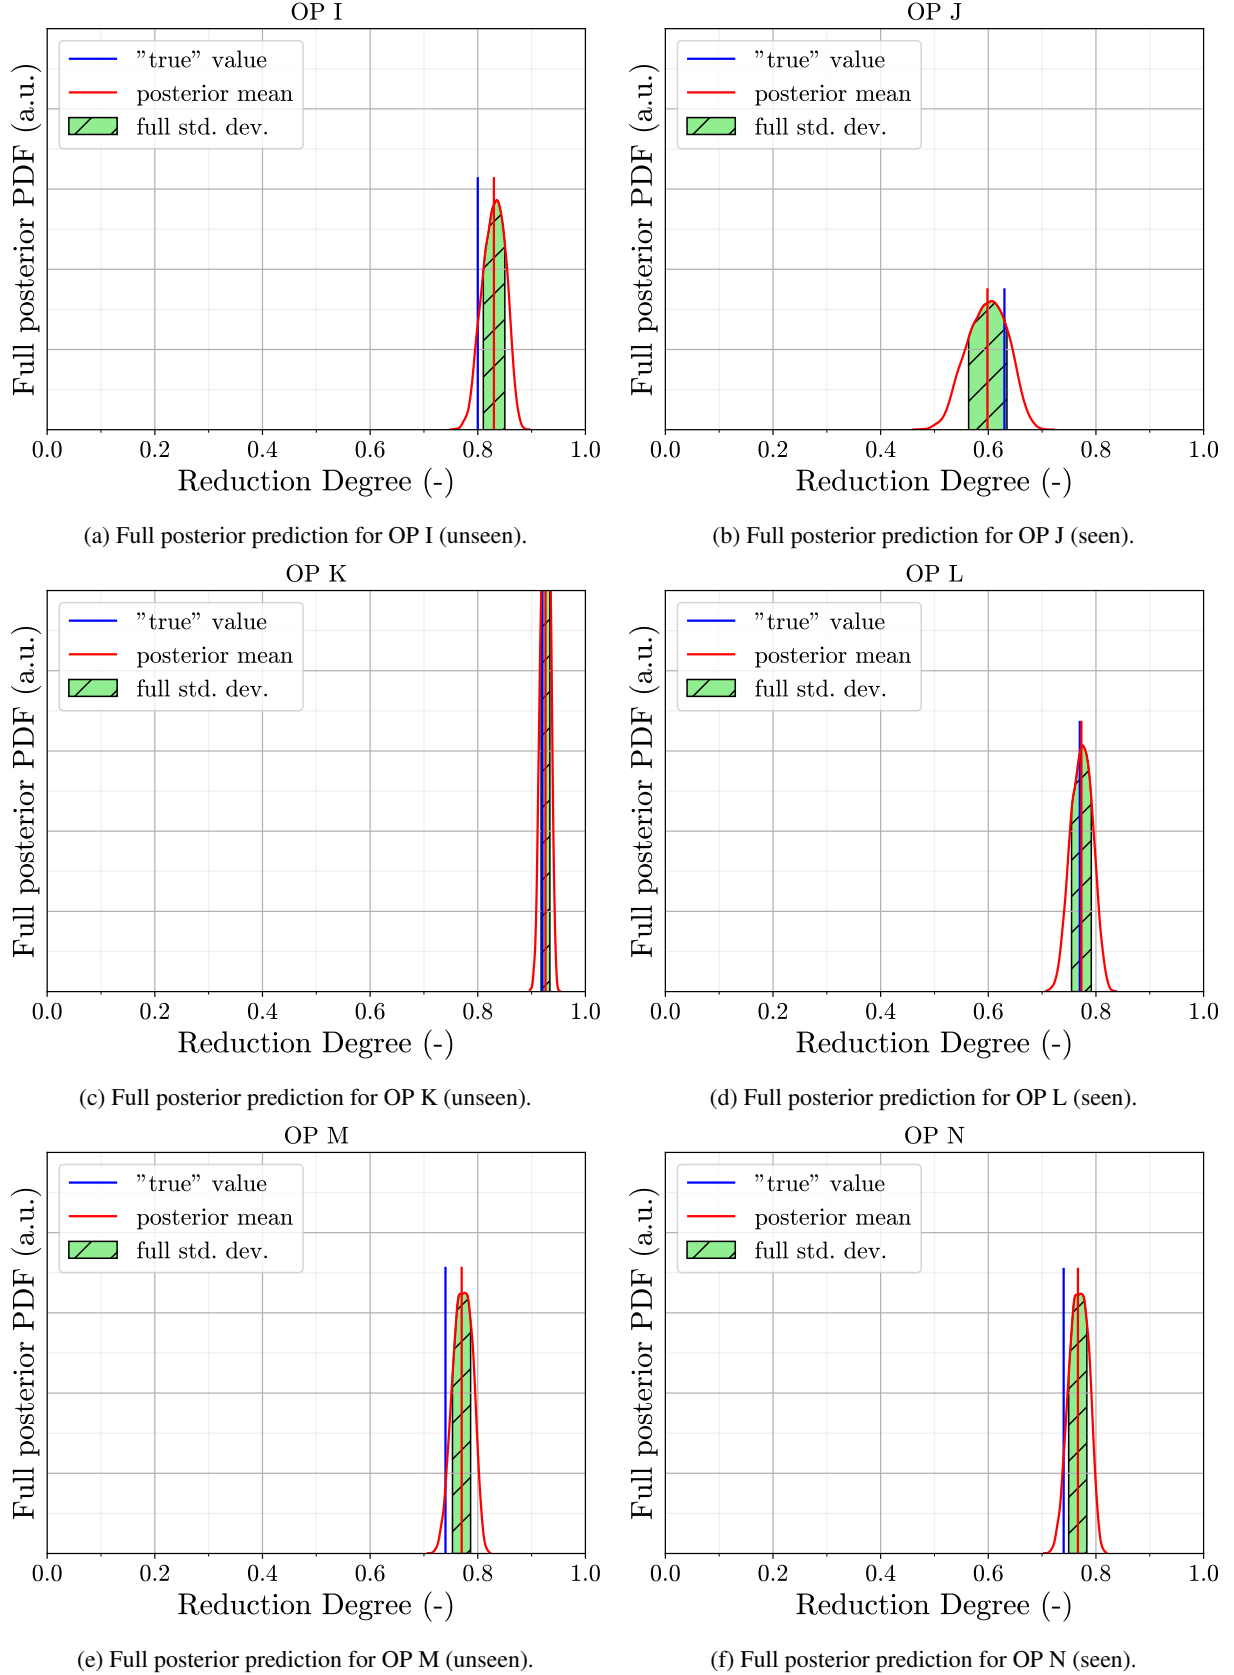 OP I
Full posterior PDF (a.u.)
"true" value
posterior mean
full std. dev.
0.0 0.2 0.4 0.6 0.8 1.0
Reduction Degree (-)
(a) Full posterior prediction for OP I (unseen).
OP J
Full posterior PDF (a.u.)
"true" value
posterior mean
full std. dev.
0.0 0.2 0.4 0.6 0.8 1.0
Reduction Degree (-)
(b) Full posterior prediction for OP J (seen).
OP K
Full posterior PDF (a.u.)
"true" value
posterior mean
full std. dev.
0.0 0.2 0.4 0.6 0.8 1.0
Reduction Degree (-)
(c) Full posterior prediction for OP K (unseen).
OP L
Full posterior PDF (a.u.)
"true" value
posterior mean
full std. dev.
0.0 0.2 0.4 0.6 0.8 1.0
Reduction Degree (-)
(d) Full posterior prediction for OP L (seen).
OP M
Full posterior PDF (a.u.)
"true" value
posterior mean
full std. dev.
0.0 0.2 0.4 0.6 0.8 1.0
Reduction Degree (-)
(e) Full posterior prediction for OP M (unseen).
OP N
Full posterior PDF (a.u.)
"true" value
posterior mean
full std. dev.
0.0 0.2 0.4 0.6 0.8 1.0
Reduction Degree (-)
(f) Full posterior prediction for OP N (seen).